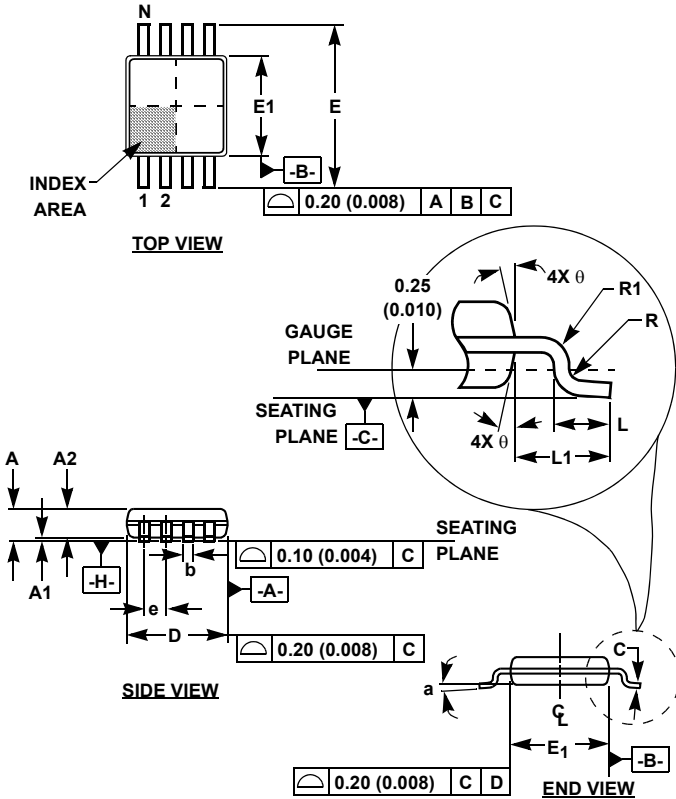 N
E1
E
-B-
INDEX
AREA
1 2
0.20 (0.008) A B C
TOP VIEW
0.25
(0.010)
4X θ
R1
R
GAUGE
PLANE
SEATING
PLANE -C-
4X θ
L
L1
A A2
SEATING
PLANE
A1
-H-
b
0.10 (0.004) C
-A-
e
D
0.20 (0.008) C
SIDE VIEW
C
a
CL
E1
-B-
0.20 (0.008) C D
END VIEW